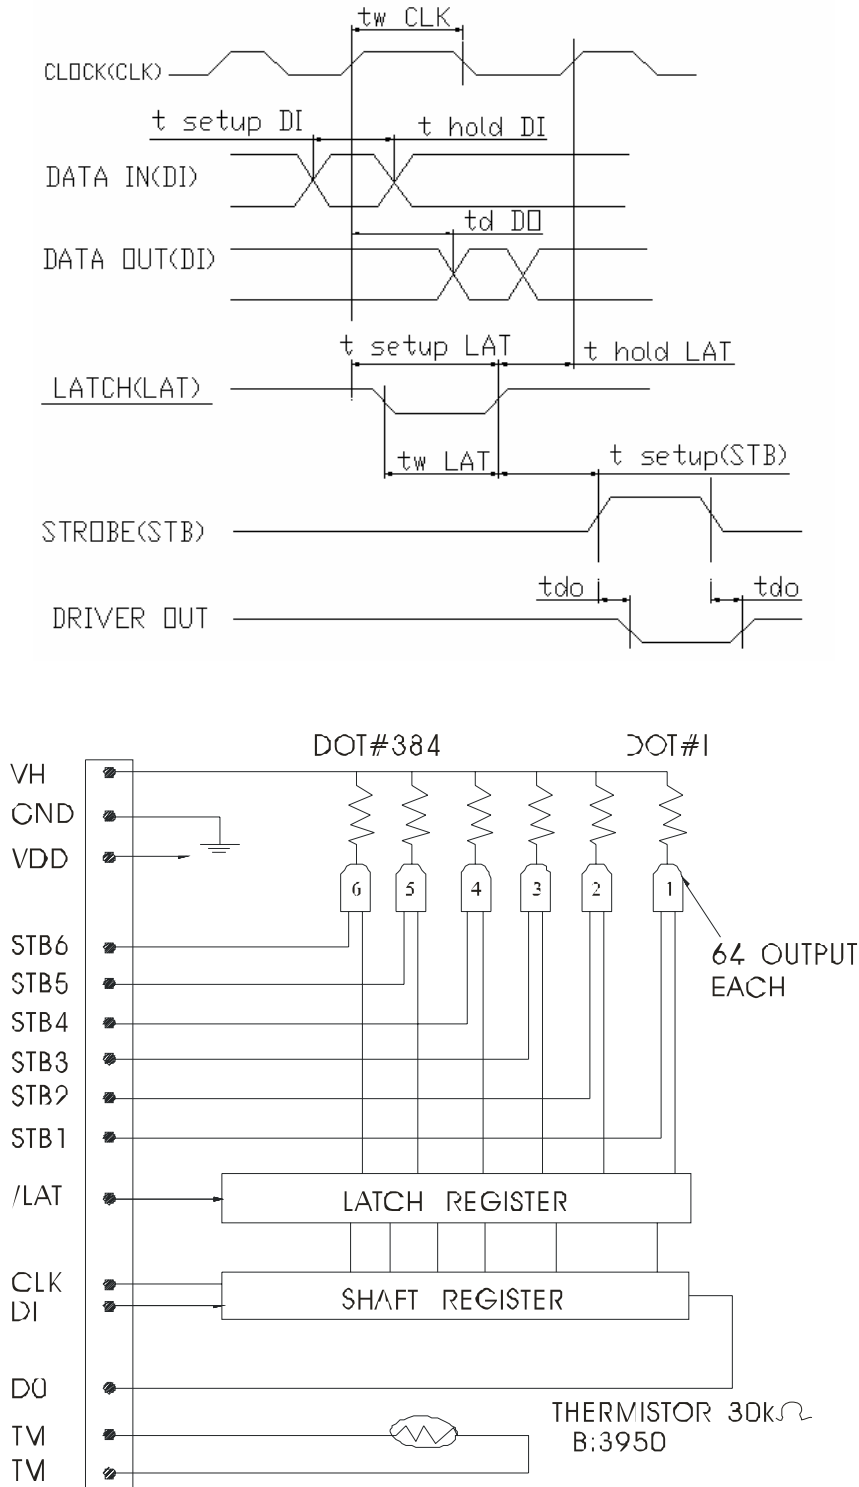 tw CLK
CLOCK(CLK)
t setup DI
t hold DI
DATA IN(DI)
td DO
DATA OUT(DI)
t setup LAT
t hold LAT
LATCH(LAT)
tw LAT
t setup(STB)
STROBE(STB)
tdo
tdo
DRIVER OUT
DOT#384
DOT#1
VH
GND
VDD
6
5
4
3
2
1
64 OUTPUT
EACH
STB6
STB5
STB4
STB3
STB2
STB1
/LAT
LATCH REGISTER
CLK
DI
SHAFT REGISTER
DO
THERMISTOR 30kΩ
B:3950
TM
TM